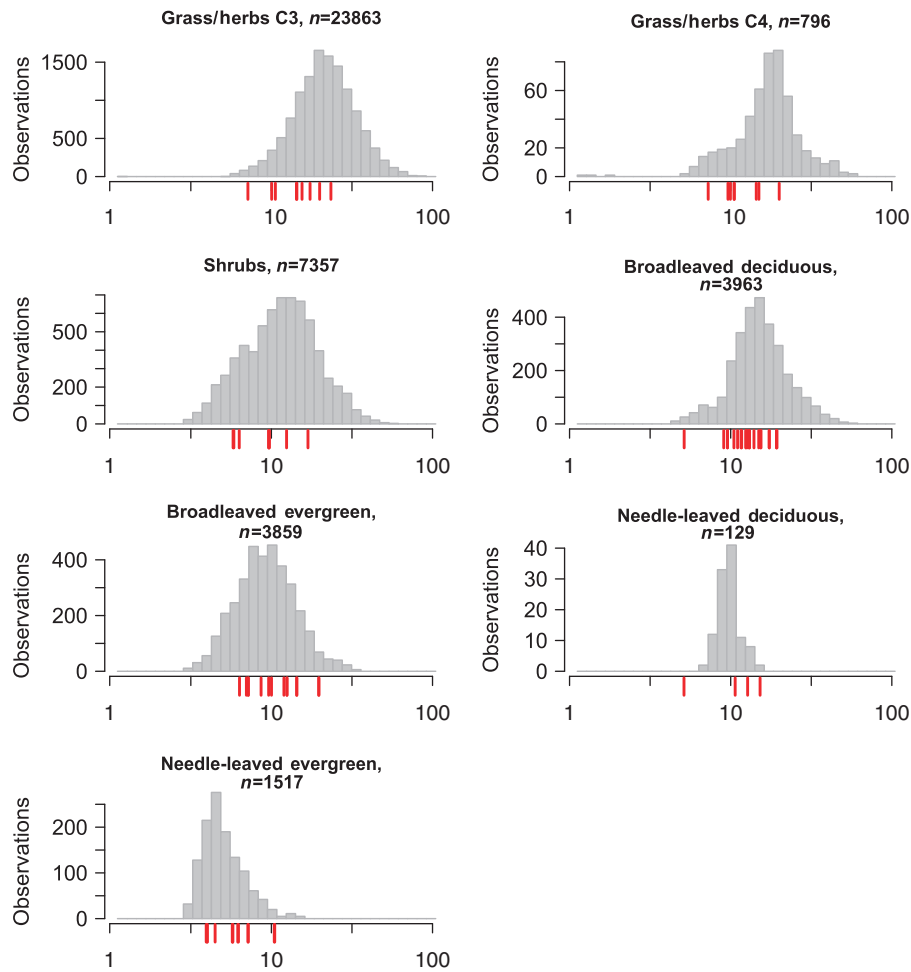 Grass/herbs C3, n=23863
Observations
1500
500
0
1
10
100
Grass/herbs C4, n=796
Observations
60
20
0
1
10
100
Shrubs, n=7357
Observations
500
200
0
1
10
100
Broadleaved deciduous,
n=3963
Observations
400
200
0
1
10
100
Broadleaved evergreen,
n=3859
Observations
400
200
0
1
10
100
Needle-leaved deciduous,
n=129
Observations
40
30
20
10
0
1
10
100
Needle-leaved evergreen,
n=1517
Observations
200
100
0
1
10
100